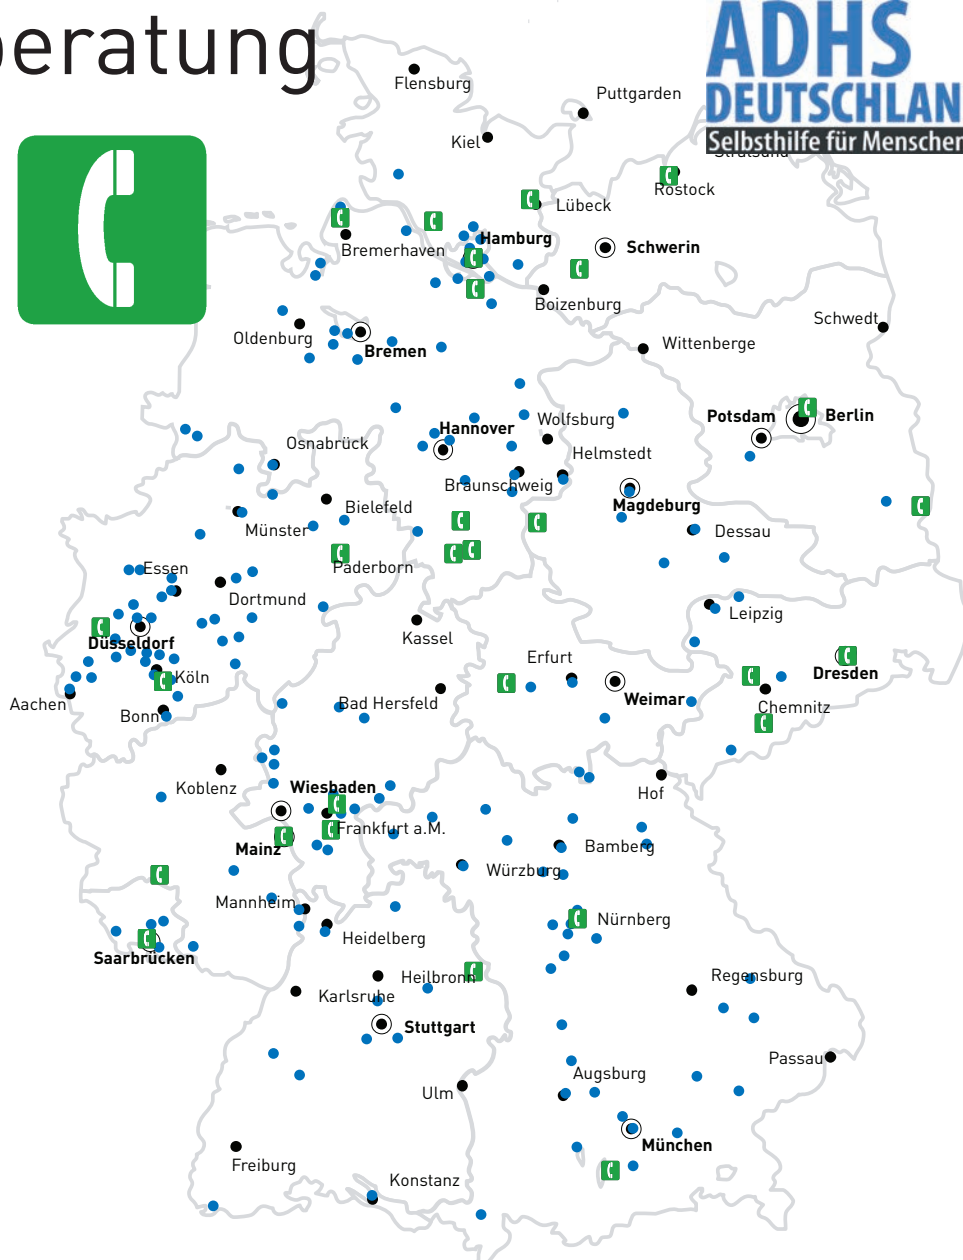 beratung
ADHS
DEUTSCHLAN
Selbsthilfe für Menscher
Flensburg
Puttgarden
Kiel
Stralsund
Rostock
Lübeck
Hamburg
Schwerin
Bremerhaven
Boizenburg
Schwedt
Oldenburg
Bremen
Wittenberge
Potsdam
Berlin
Wolfsburg
Hannover
Osnabrück
Helmstedt
Braunschweig
Magdeburg
Bielefeld
Münster
Dessau
Paderborn
Essen
Dortmund
Leipzig
Kassel
Düsseldorf
Erfurt
Dresden
Köln
Weimar
Aachen
Bad Hersfeld
Chemnitz
Bonn
Koblenz
Wiesbaden
Hof
Frankfurt a.M.
Mainz
Bamberg
Würzburg
Mannheim
Nürnberg
Heidelberg
Saarbrücken
Heilbronn
Regensburg
Karlsruhe
Stuttgart
Passau
Augsburg
Ulm
München
Freiburg
Konstanz